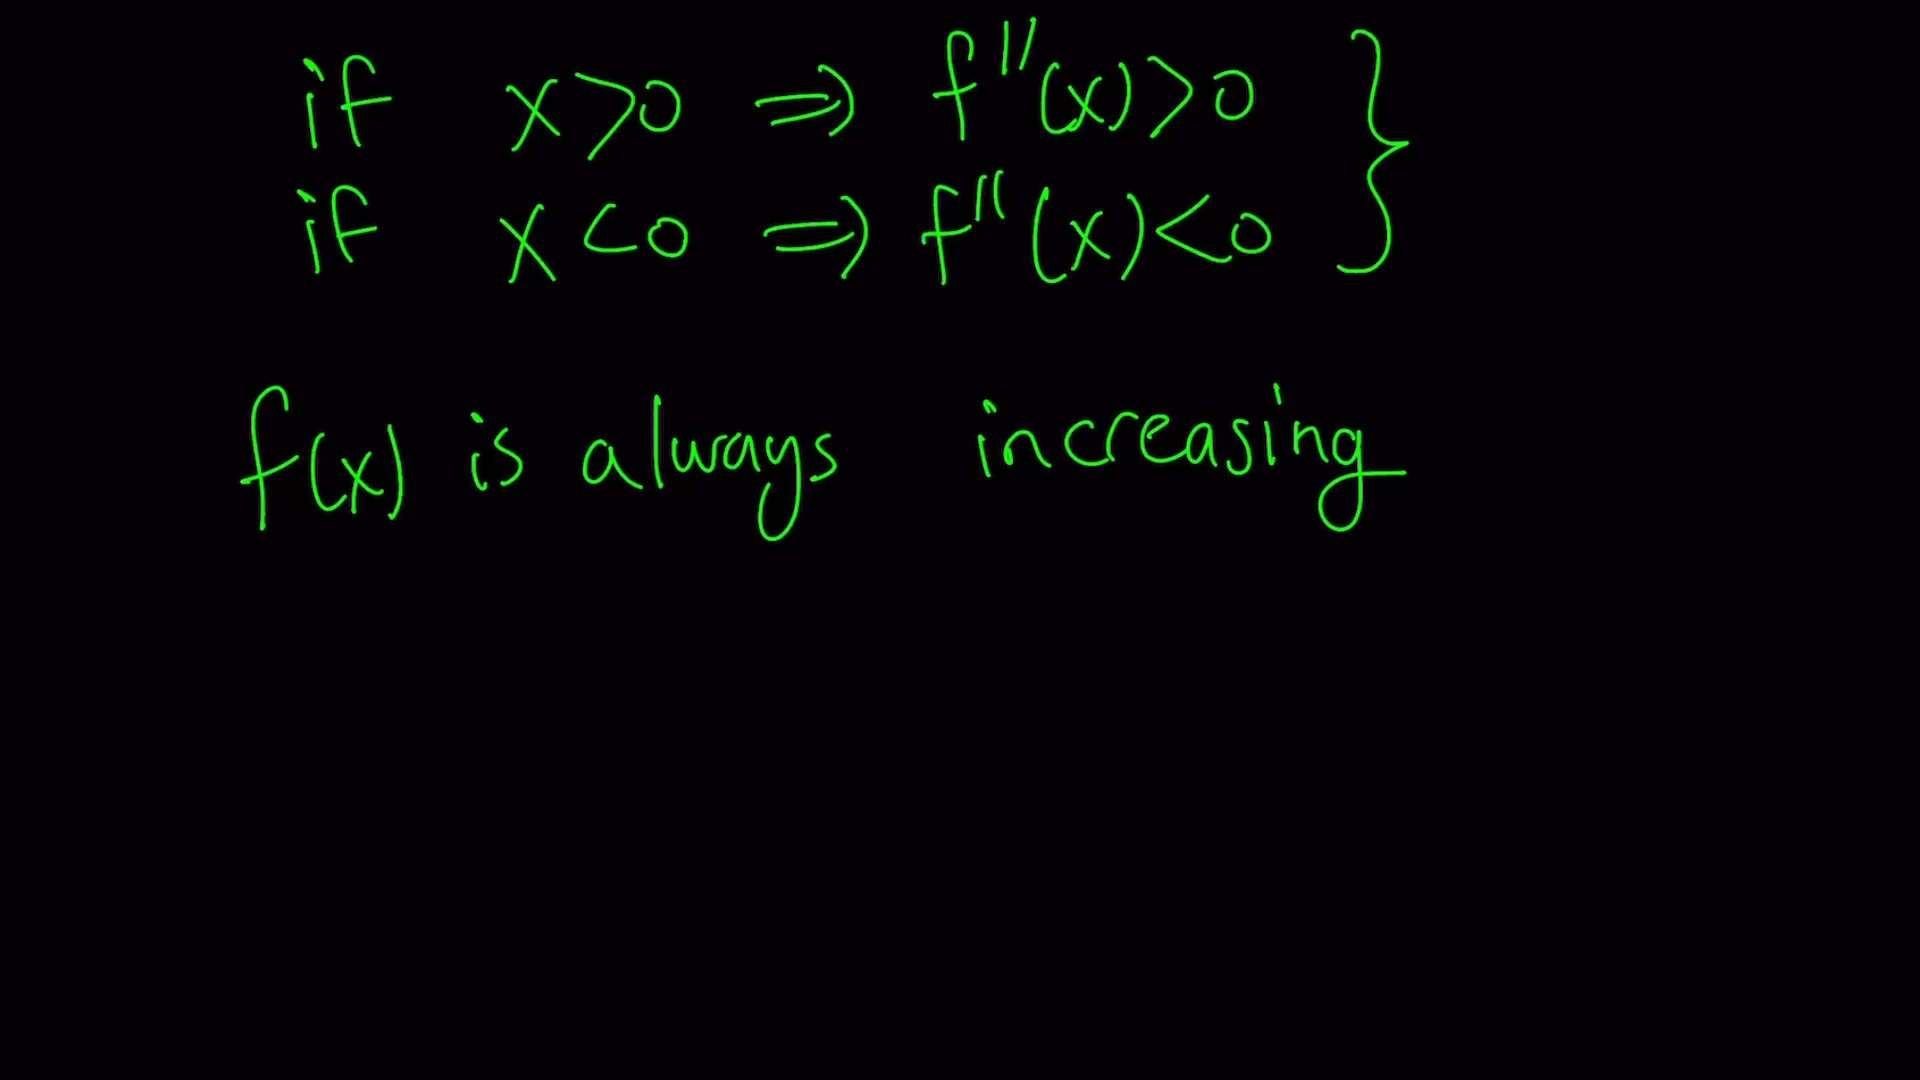 if x>0 ⇒ f''(x)>0 }
if x<0 ⇒ f''(x)<0
f(x) is always increasing